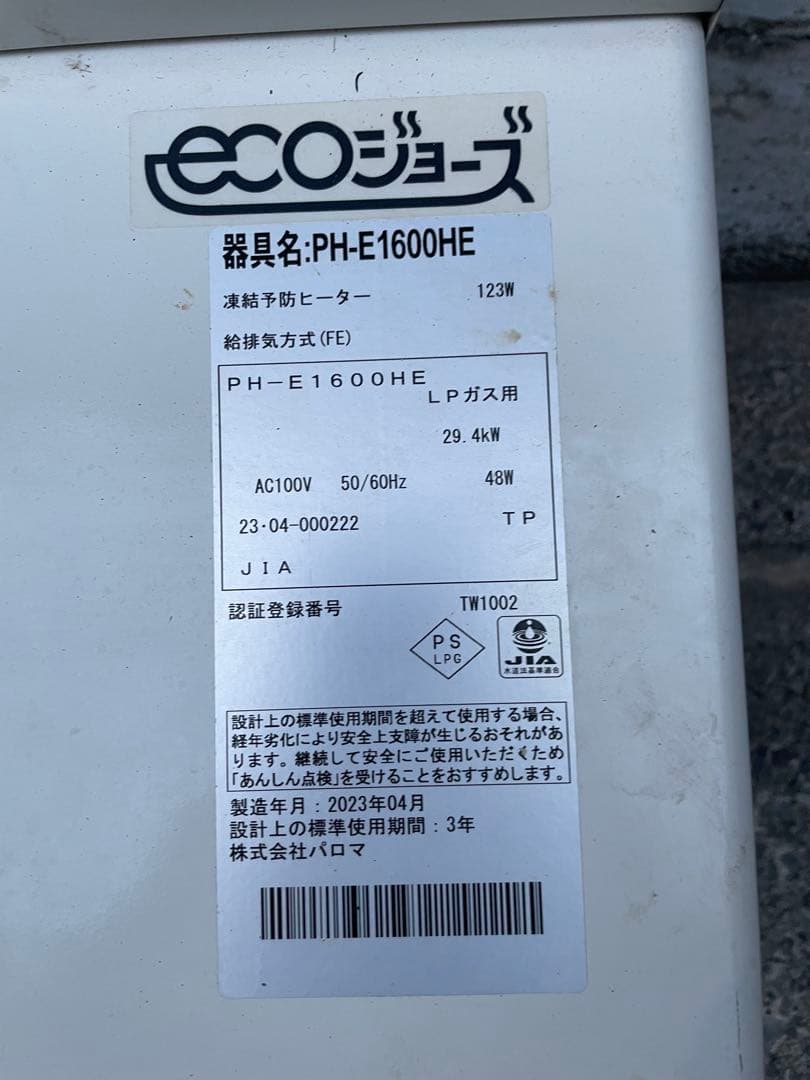 ecoジョーズ
器具名:PH-E1600HE
凍結予防ヒーター 123W
給排気方式(FE)
PH-E1600HE
LPガス用
29.4kW
AC100V 50/60Hz 48W
23・04-000222 TP
JIA
認証登録番号 TW1002
PS
LPG
JIA
水道法基準適合
設計上の標準使用期間を超えて使用する場合、
経年劣化により安全上支障が生じるおそれがあ
ります。継続して安全にご使用いただくため
「あんしん点検」を受けることをおすすめします。
製造年月：2023年04月
設計上の標準使用期間：3年
株式会社パロマ